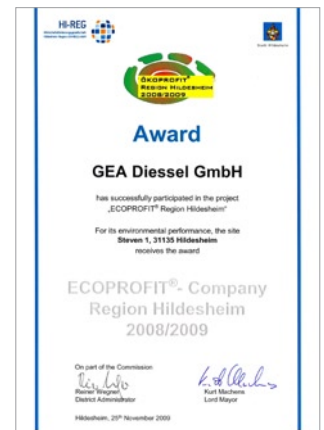 HI-REG
Stadt Hildesheim
ÖKOPROFIT
REGION HILDESHEIM
2008/2009
Award
GEA Diessel GmbH
has successfully participated in the project
„ECOPROFIT® Region Hildesheim"
For its environmental performance, the site
Steven 1, 31135 Hildesheim
receives the award
ECOPROFIT®- Company
Region Hildesheim
2008/2009
On part of the Commission
Reiner Wegner
District Administrator
Kurt Machens
Lord Mayor
Hildesheim, 25th November 2009